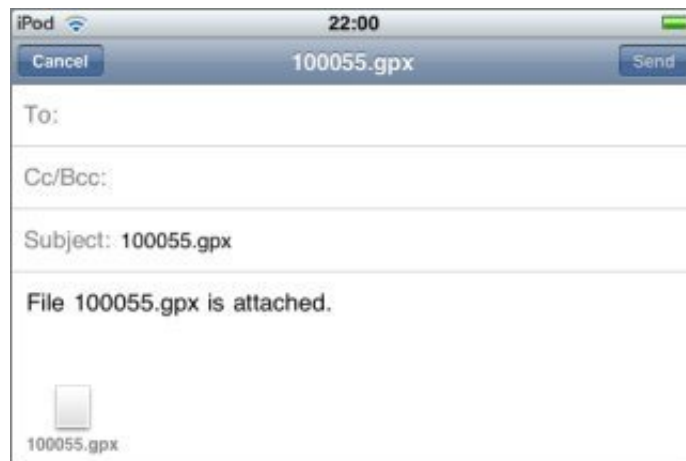 iPod 22:00
Cancel 100055.gpx Send
To:
Cc/Bcc:
Subject: 100055.gpx
File 100055.gpx is attached.
100055.gpx